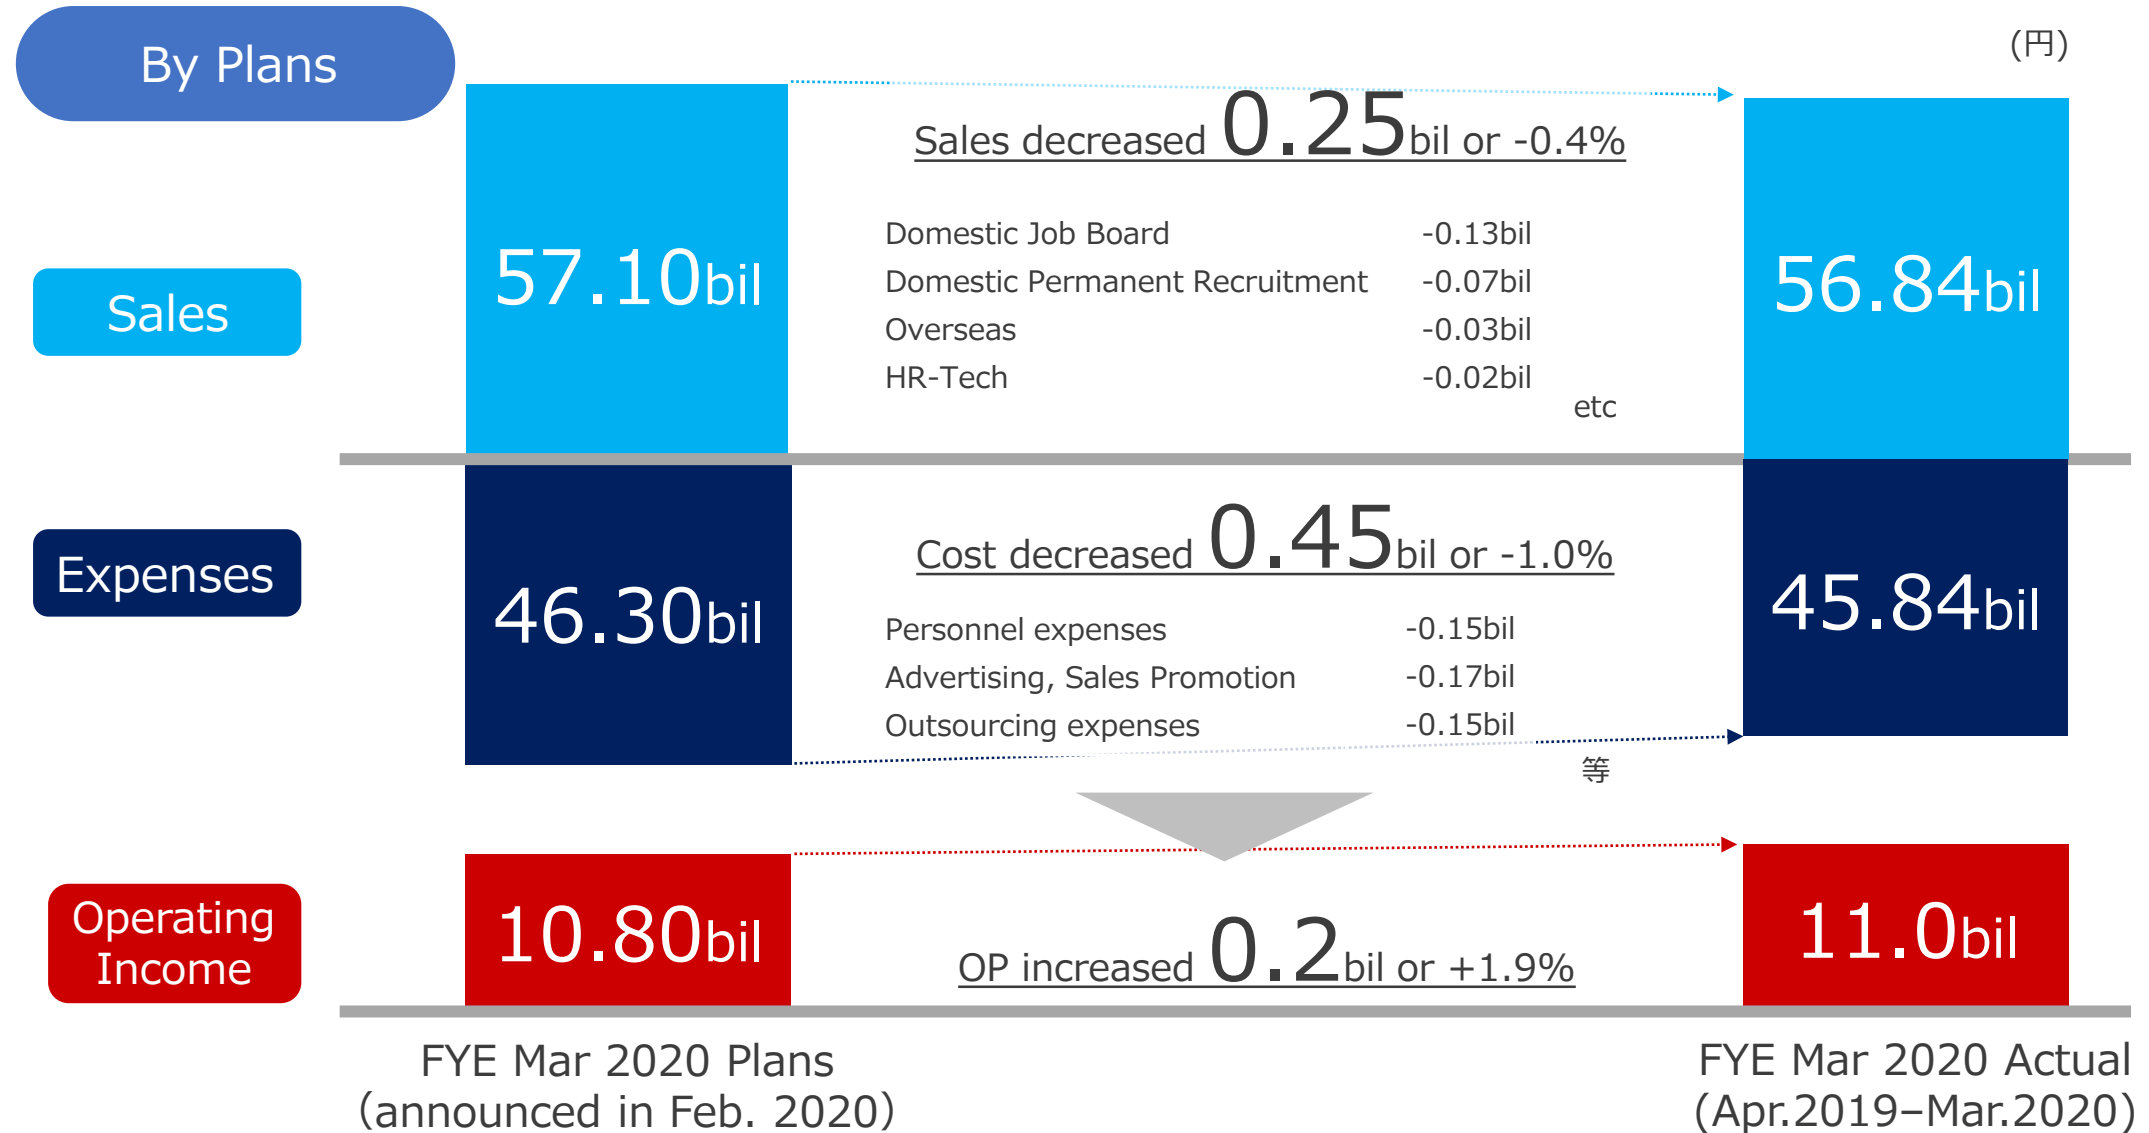 By Plans
(円)
Sales decreased 0.25bil or -0.4%
57.10bil
Domestic Job Board -0.13bil
Domestic Permanent Recruitment -0.07bil
Overseas -0.03bil
HR-Tech -0.02bil
etc
56.84bil
Sales
Cost decreased 0.45bil or -1.0%
Expenses
46.30bil
Personnel expenses -0.15bil
Advertising, Sales Promotion -0.17bil
Outsourcing expenses -0.15bil
等
45.84bil
Operating
Income
10.80bil
OP increased 0.2bil or +1.9%
11.0bil
FYE Mar 2020 Plans
（announced in Feb. 2020）
FYE Mar 2020 Actual
(Apr.2019–Mar.2020)